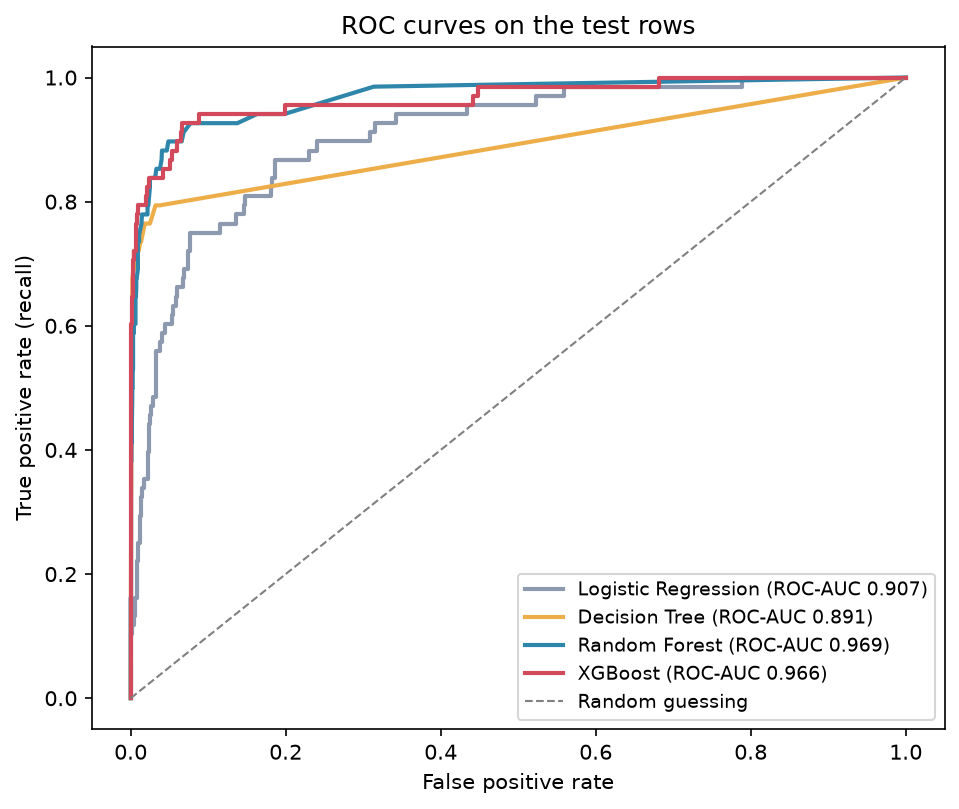 ROC curves on the test rows
1.0
0.8
0.6
0.4
0.2
0.0
True positive rate (recall)
Logistic Regression (ROC-AUC 0.907)
Decision Tree (ROC-AUC 0.891)
Random Forest (ROC-AUC 0.969)
XGBoost (ROC-AUC 0.966)
Random guessing
0.0 0.2 0.4 0.6 0.8 1.0
False positive rate